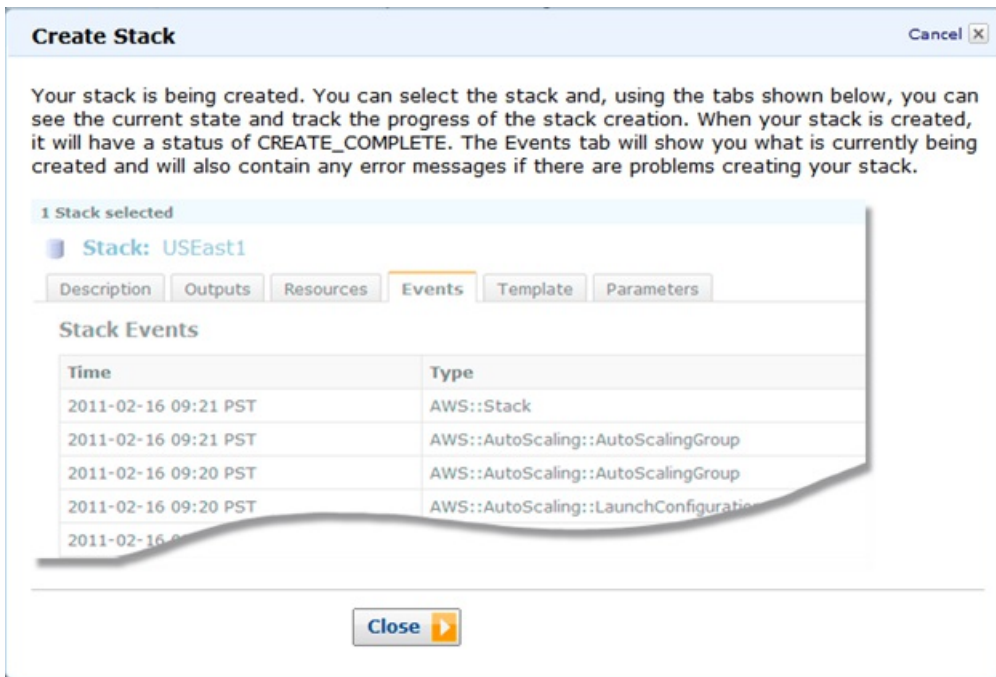 Create Stack
Cancel
Your stack is being created. You can select the stack and, using the tabs shown below, you can
see the current state and track the progress of the stack creation. When your stack is created,
it will have a status of CREATE_COMPLETE. The Events tab will show you what is currently being
created and will also contain any error messages if there are problems creating your stack.
1 Stack selected
Stack: USEast1
Description Outputs Resources Events Template Parameters
Stack Events
Time Type
2011-02-16 09:21 PST AWS::Stack
2011-02-16 09:21 PST AWS::AutoScaling::AutoScalingGroup
2011-02-16 09:20 PST AWS::AutoScaling::AutoScalingGroup
2011-02-16 09:20 PST AWS::AutoScaling::LaunchConfiguratio
2011-02-16
Close